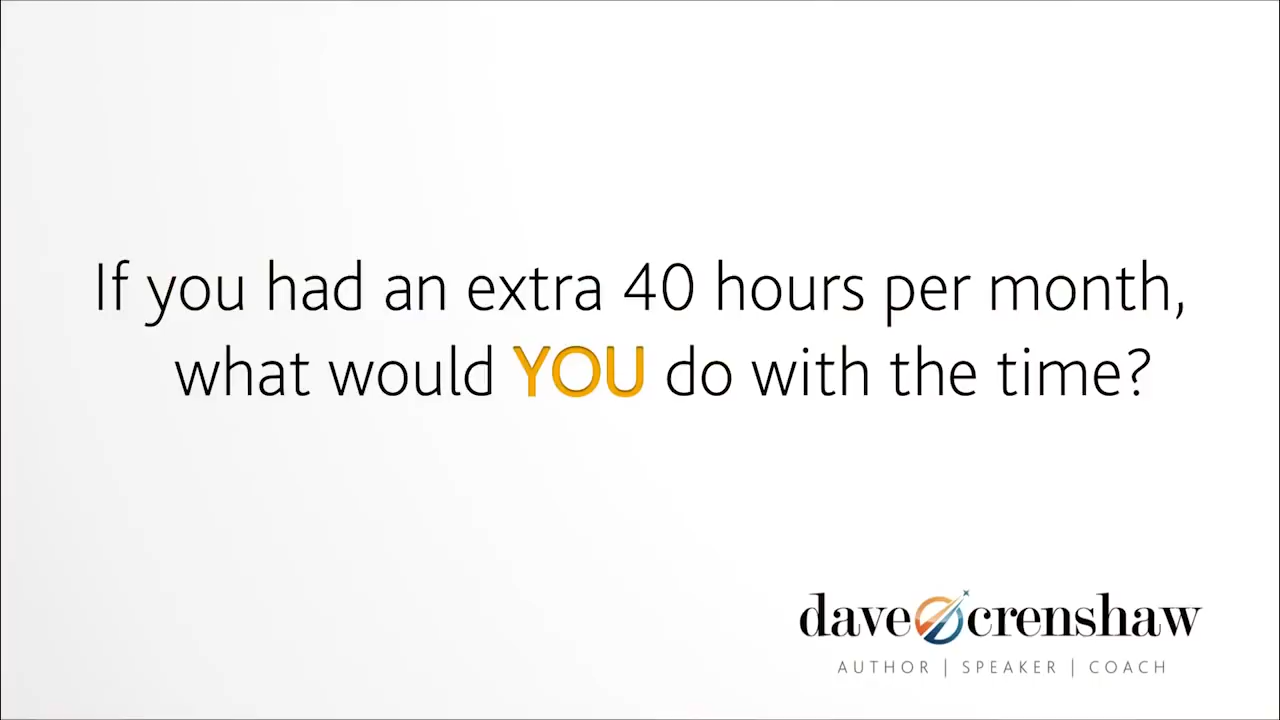 If you had an extra 40 hours per month,
what would YOU do with the time?
dave crenshaw
AUTHOR | SPEAKER | COACH